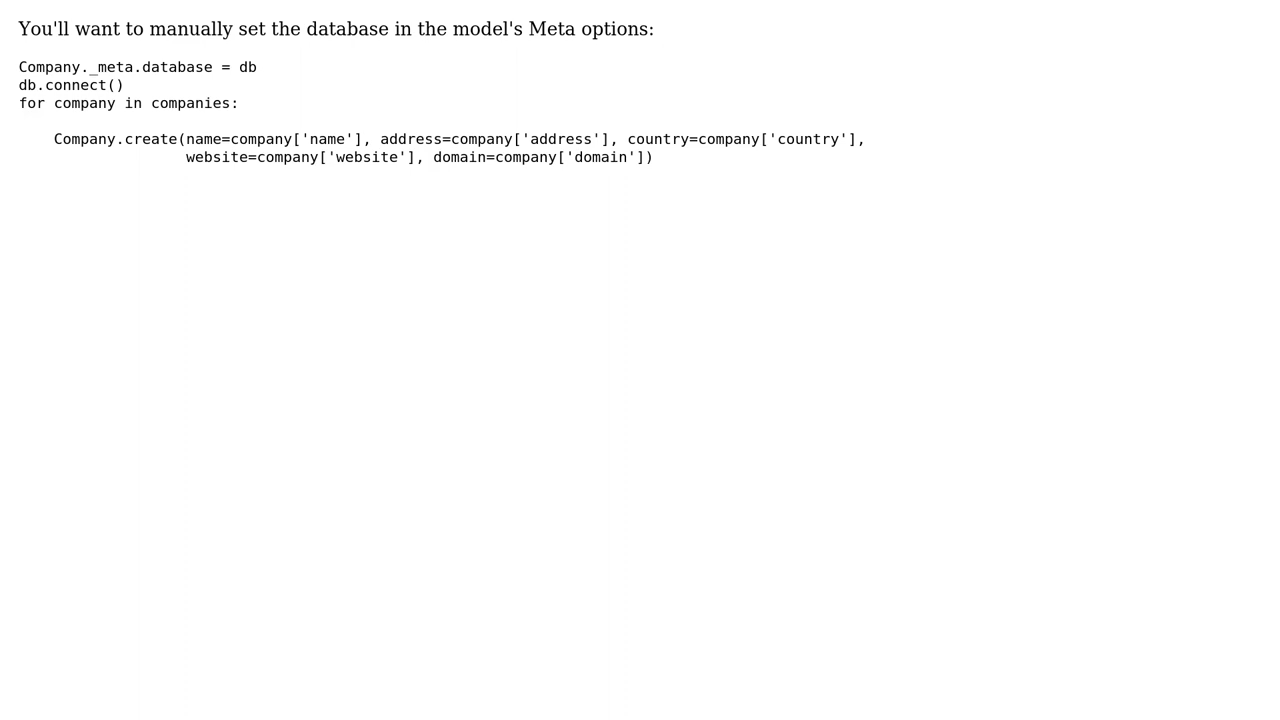 You'll want to manually set the database in the model's Meta options:
Company._meta.database = db
db.connect()
for company in companies:
    Company.create(name=company['name'], address=company['address'], country=company['country'],
                   website=company['website'], domain=company['domain'])